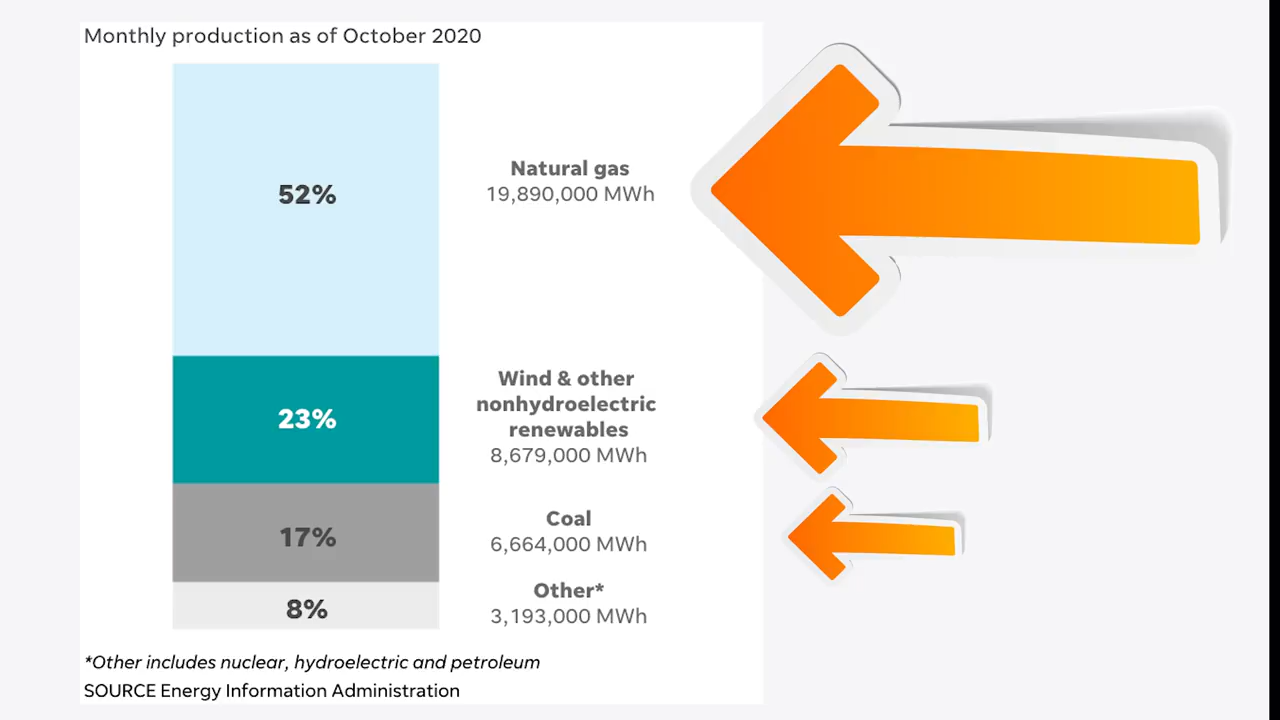 Monthly production as of October 2020
52%
Natural gas
19,890,000 MWh
23%
Wind & other
nonhydroelectric
renewables
8,679,000 MWh
17%
Coal
6,664,000 MWh
8%
Other*
3,193,000 MWh
*Other includes nuclear, hydroelectric and petroleum
SOURCE Energy Information Administration